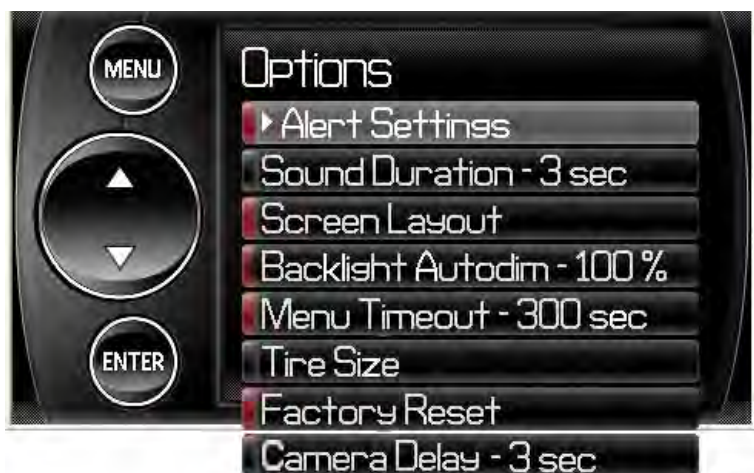 MENU
Options
Alert Settings
Sound Duration - 3 sec
Screen Layout
Backlight Autodim - 100 %
Menu Timeout - 300 sec
ENTER
Tire Size
Factory Reset
Camera Delay - 3 sec